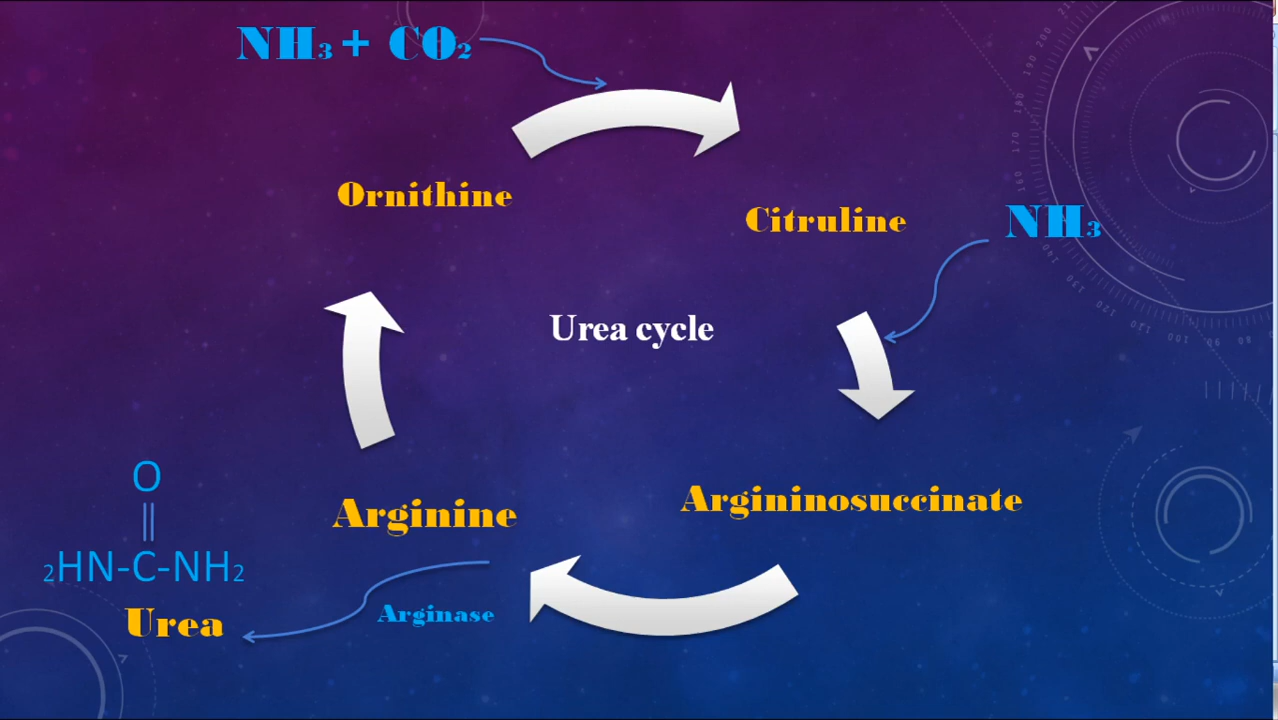 NH₃ + CO₂
Ornithine
Citruline
NH₃
Urea cycle
O
₂HN-C-NH₂
Urea
Arginine
Argininosuccinate
Arginase